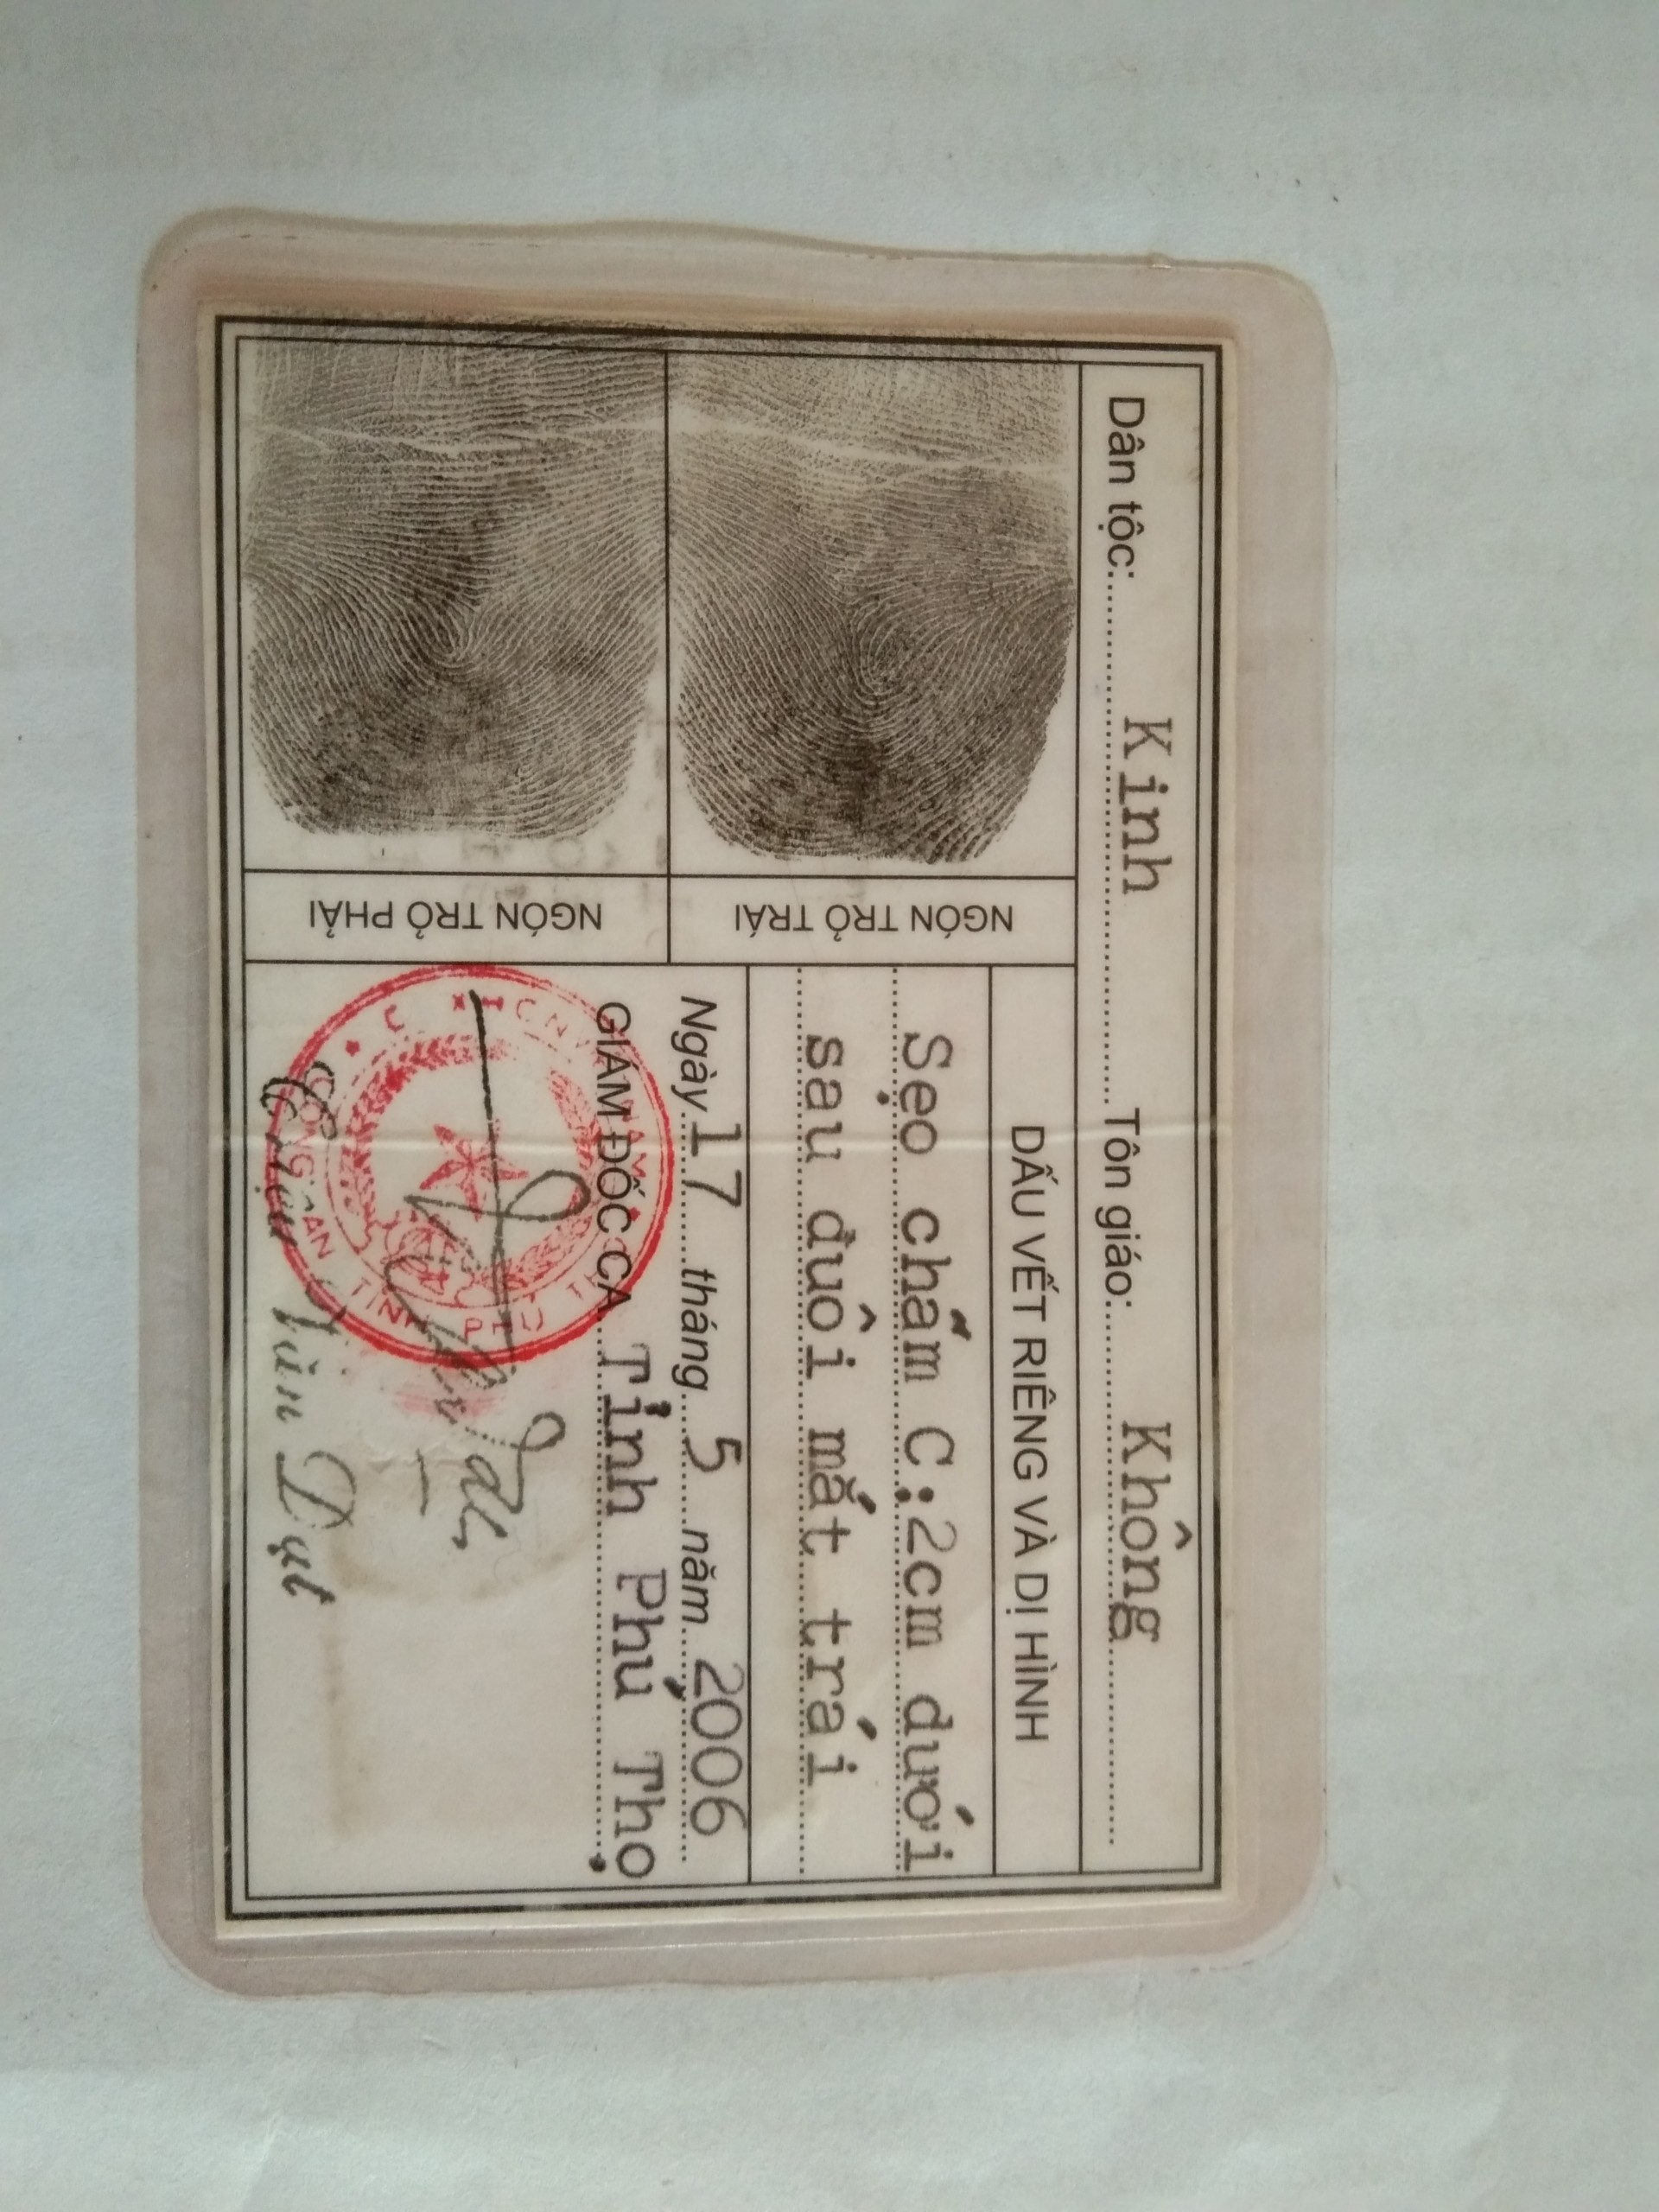 Dân tộc: Kinh Tôn giáo: Không
NGÓN TRỎ TRÁI
DẤU VẾT RIÊNG VÀ DỊ HÌNH
Sẹo chấm C:2cm dưới
sau đuôi mắt trái
Ngày 17 tháng 5 năm 2006
GIÁM ĐỐC CA Tỉnh Phú Thọ
NGÓN TRỎ PHẢI
CÔNG AN TỈNH PHÚ THỌ
Triệu Văn Đạt